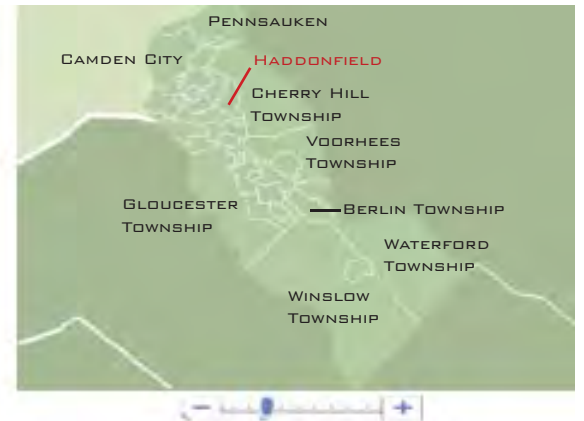 PENNSAUKEN
CAMDEN CITY
HADDONFIELD
CHERRY HILL
TOWNSHIP
VOORHEES
TOWNSHIP
GLOUCESTER
TOWNSHIP
BERLIN TOWNSHIP
WATERFORD
TOWNSHIP
WINSLOW
TOWNSHIP